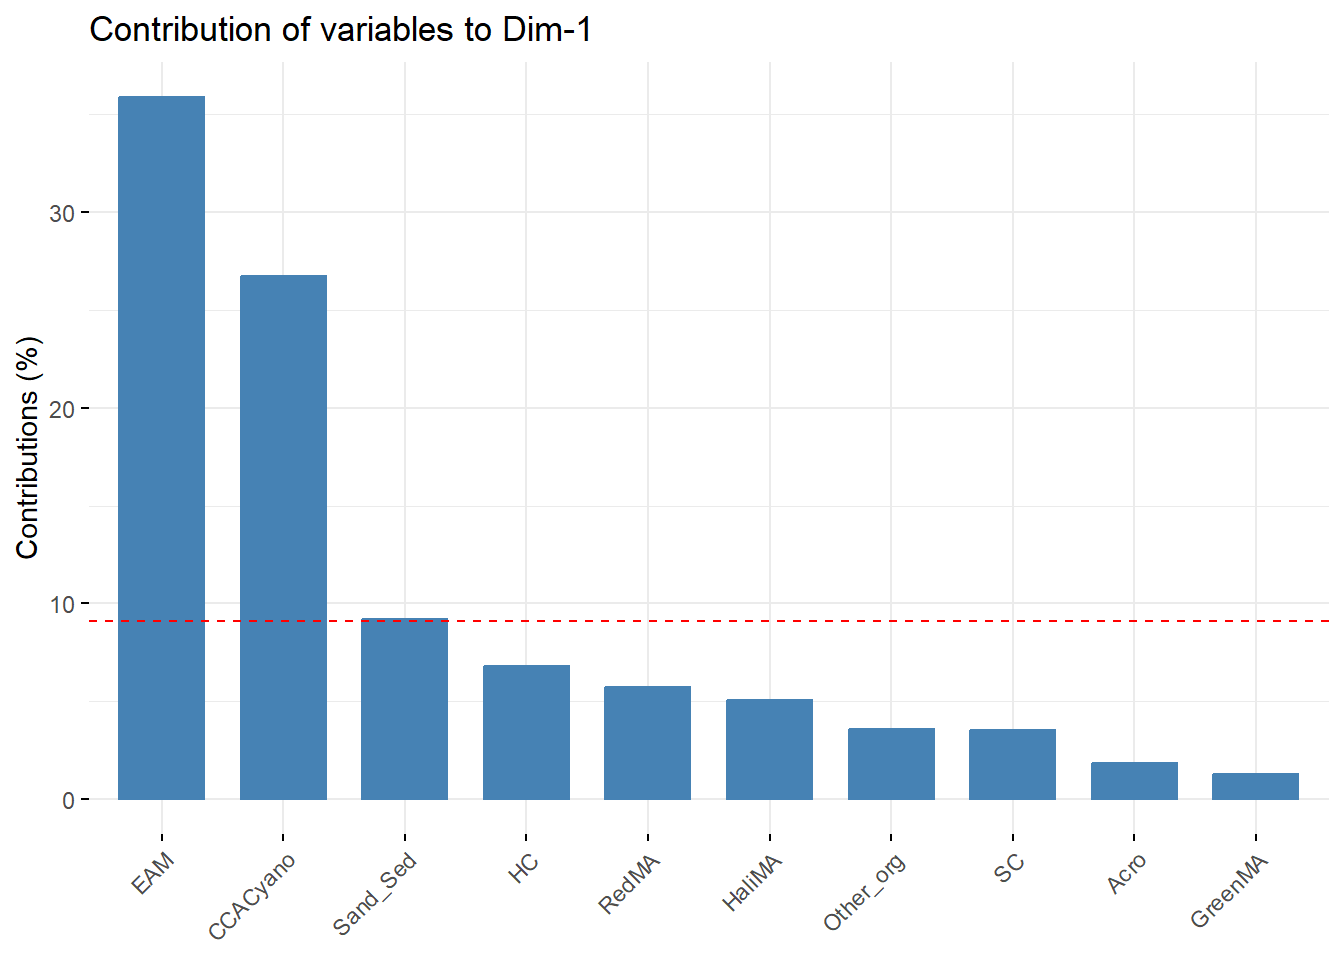 Contribution of variables to Dim-1
Contributions (%)
30
20
10
0
EAM
CCACyano
Sand_Sed
HC
RedMA
HaliMA
Other_org
SC
Acro
GreenMA